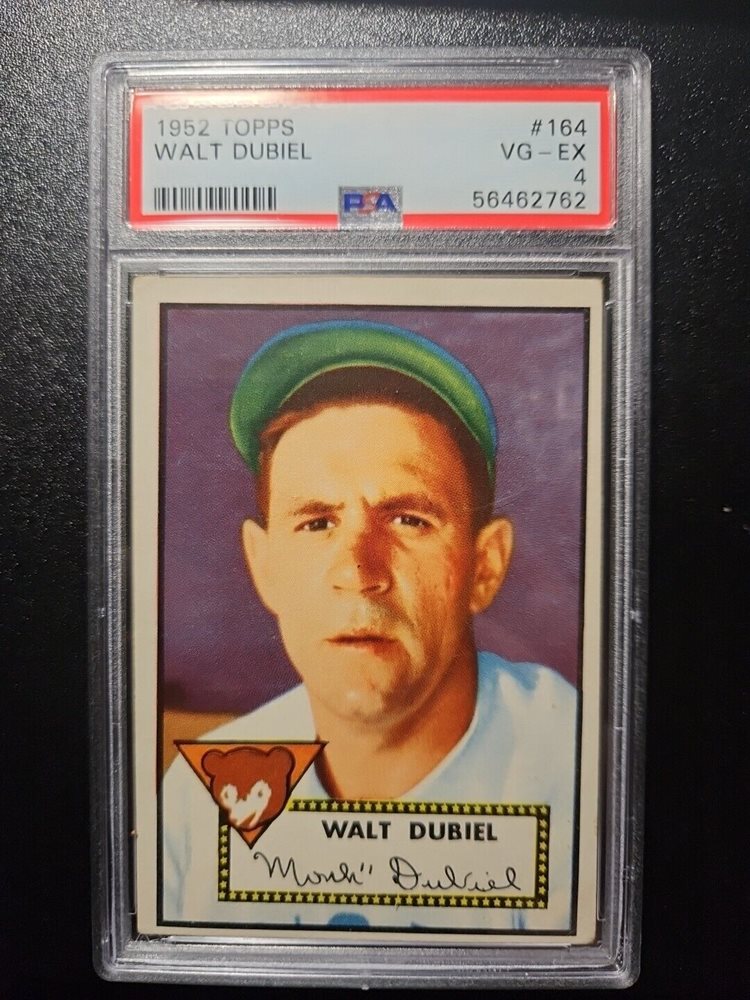 1952 TOPPS #164
WALT DUBIEL VG-EX
4
PSA 56462762
WALT DUBIEL
"Monk" Dubiel